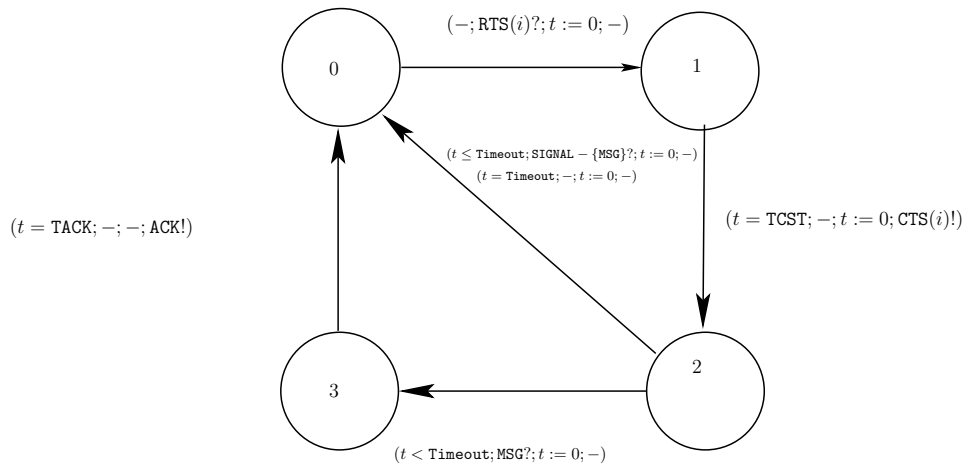 (−; RTS(i)?; t := 0; −)
0
1
(t ≤ Timeout; SIGNAL − {MSG}?; t := 0; −)
(t = Timeout; −; t := 0; −)
(t = TACK; −; −; ACK!)
(t = TCST; −; t := 0; CTS(i)!)
2
3
(t < Timeout; MSG?; t := 0; −)